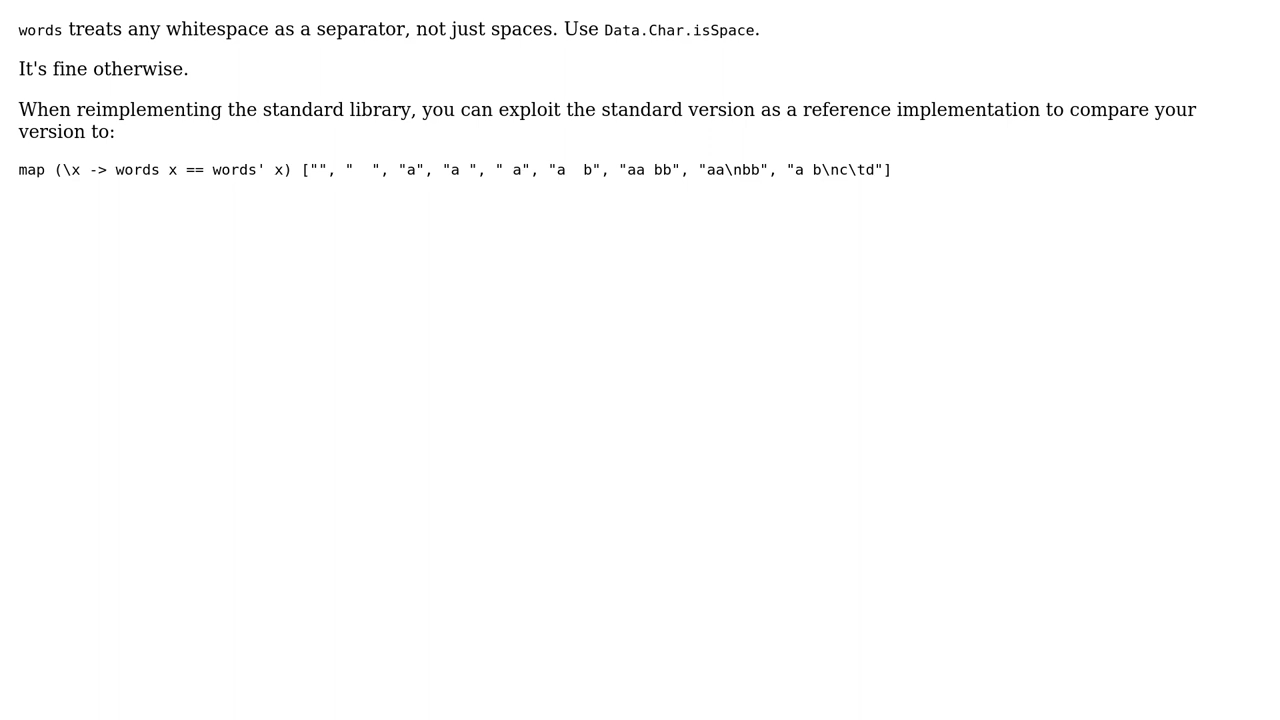 words treats any whitespace as a separator, not just spaces. Use Data.Char.isSpace.
It's fine otherwise.
When reimplementing the standard library, you can exploit the standard version as a reference implementation to compare your
version to:
map (\x -> words x == words' x) ["", "  ", "a", "a ", " a", "a  b", "aa bb", "aa\nbb", "a b\nc\td"]